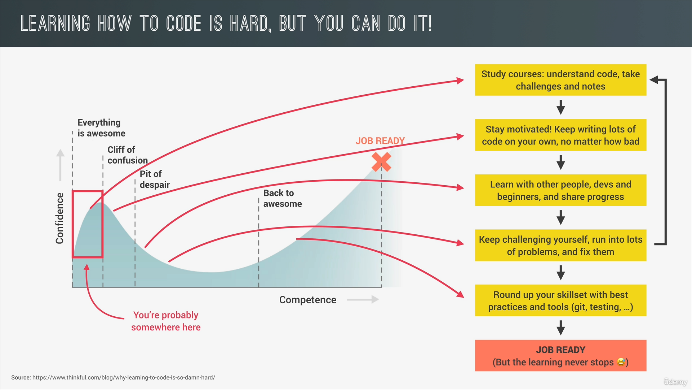 LEARNING HOW TO CODE IS HARD, BUT YOU CAN DO IT!
Everything
is awesome
Cliff of
confusion
Pit of
despair
Back to
awesome
JOB READY
Confidence
Competence
You're probably
somewhere here
Study courses: understand code, take
challenges and notes
Stay motivated! Keep writing lots of
code on your own, no matter how bad
Learn with other people, devs and
beginners, and share progress
Keep challenging yourself, run into lots
of problems, and fix them
Round up your skillset with best
practices and tools (git, testing, ...)
JOB READY
(But the learning never stops 😅)
Source: https://www.thinkful.com/blog/why-learning-to-code-is-so-damn-hard/
Udemy